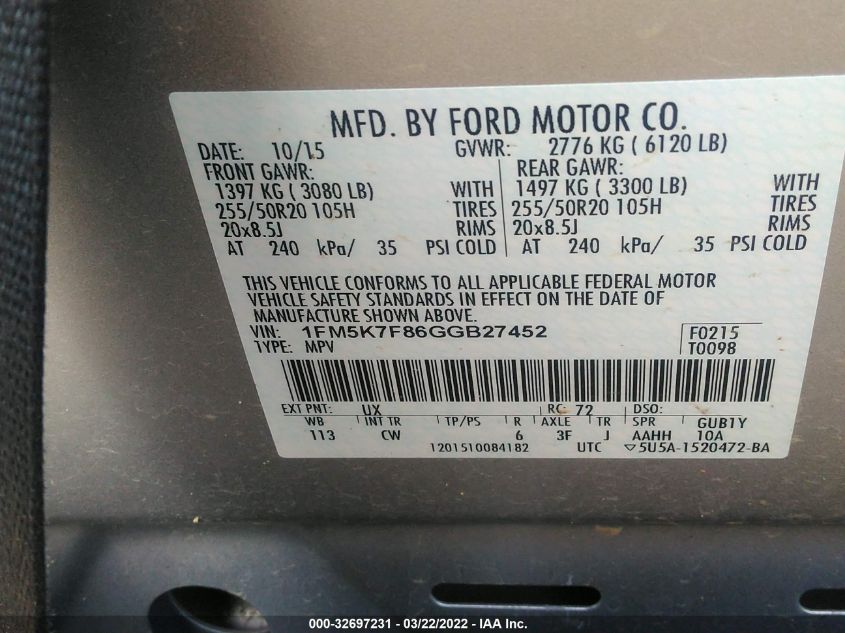 MFD. BY FORD MOTOR CO.
DATE: 10/15 GVWR: 2776 KG ( 6120 LB)
FRONT GAWR: REAR GAWR:
1397 KG ( 3080 LB) WITH 1497 KG ( 3300 LB) WITH
255/50R20 105H TIRES 255/50R20 105H TIRES
20x8.5J RIMS 20x8.5J RIMS
AT 240 kPa/ 35 PSI COLD AT 240 kPa/ 35 PSI COLD
THIS VEHICLE CONFORMS TO ALL APPLICABLE FEDERAL MOTOR
VEHICLE SAFETY STANDARDS IN EFFECT ON THE DATE OF
MANUFACTURE SHOWN ABOVE.
VIN: 1FM5K7F86GGB27452 F0215
TYPE: MPV T0098
EXT PNT: UX RC: 72 DSO:
WB INT TR TP/PS R AXLE TR SPR GUB1Y
113 CW 6 3F J AAHH 10A
1201510084182 UTC ▽5U5A-1520472-BA
000-32697231 - 03/22/2022 - IAA Inc.